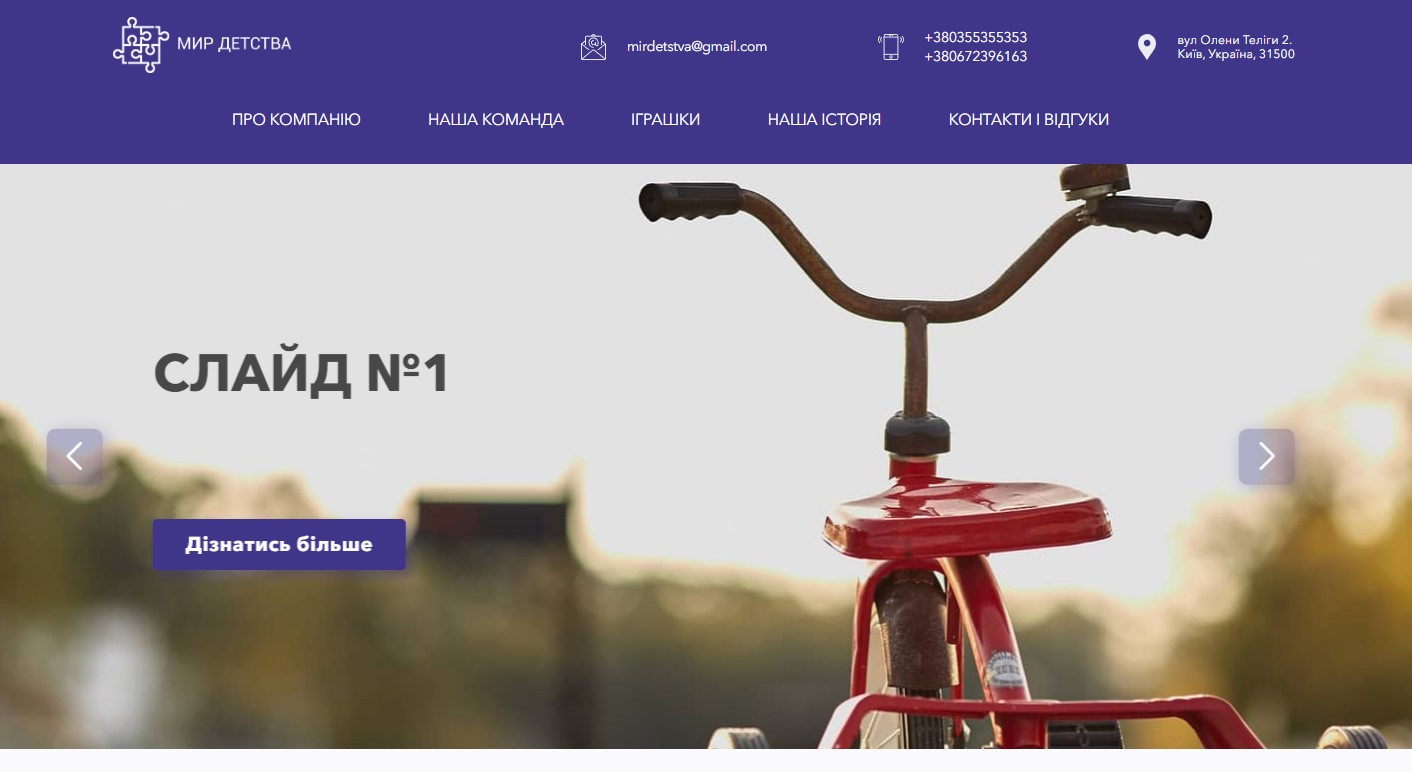 МИР ДЕТСТВА
mirdetstva@gmail.com
+380355355353
+380672396163
вул Олени Теліги 2.
Київ, Україна, 31500
ПРО КОМПАНІЮ
НАША КОМАНДА
ІГРАШКИ
НАША ІСТОРІЯ
КОНТАКТИ І ВІДГУКИ
СЛАЙД №1
Дізнатись більше